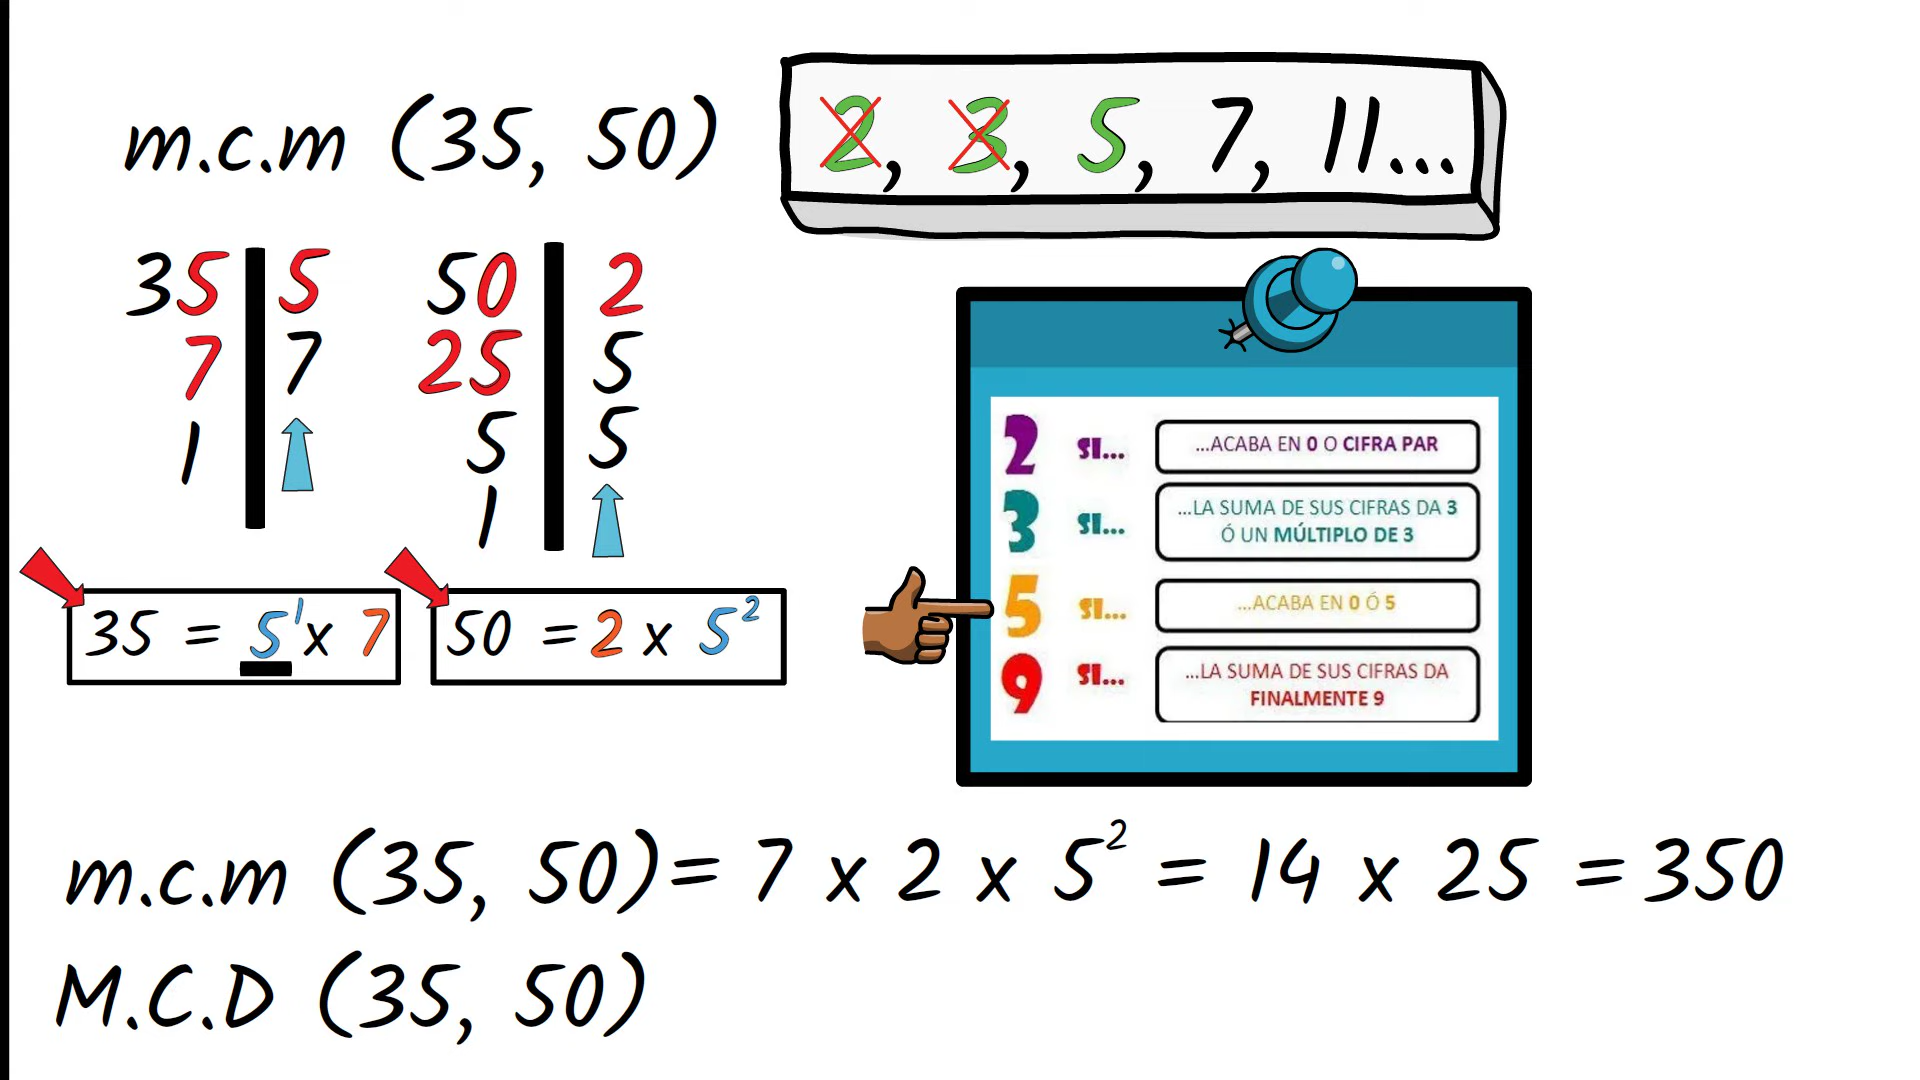 m.c.m (35, 50)
2, 3, 5, 7, 11...
35 5
7 7
1
50 2
25 5
5 5
1
35 = 5¹ x 7
50 = 2 x 5²
2 SI... ...ACABA EN 0 O CIFRA PAR
3 SI... ...LA SUMA DE SUS CIFRAS DA 3
Ó UN MÚLTIPLO DE 3
5 SI... ...ACABA EN 0 Ó 5
9 SI... ...LA SUMA DE SUS CIFRAS DA
FINALMENTE 9
m.c.m (35, 50) = 7 x 2 x 5² = 14 x 25 = 350
M.C.D (35, 50)